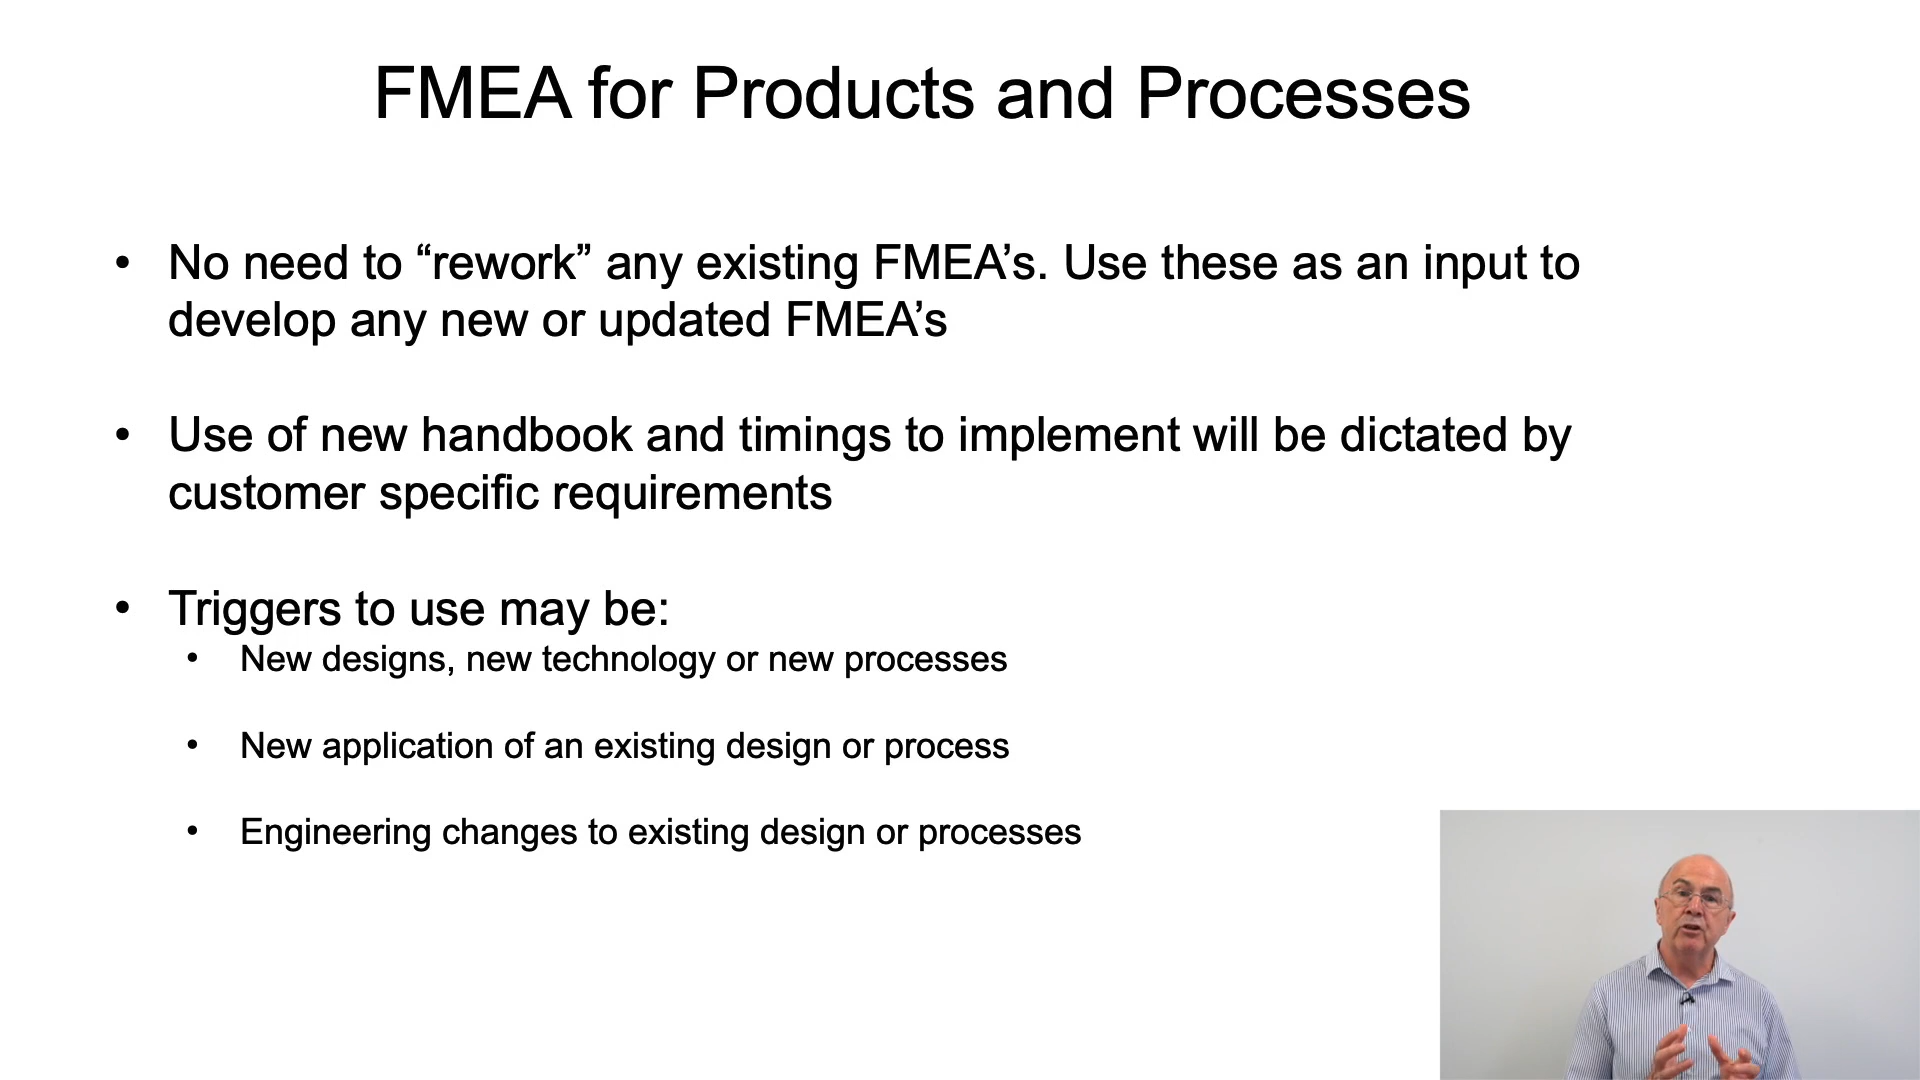 FMEA for Products and Processes
• No need to “rework” any existing FMEA’s. Use these as an input to
develop any new or updated FMEA’s
• Use of new handbook and timings to implement will be dictated by
customer specific requirements
• Triggers to use may be:
• New designs, new technology or new processes
• New application of an existing design or process
• Engineering changes to existing design or processes